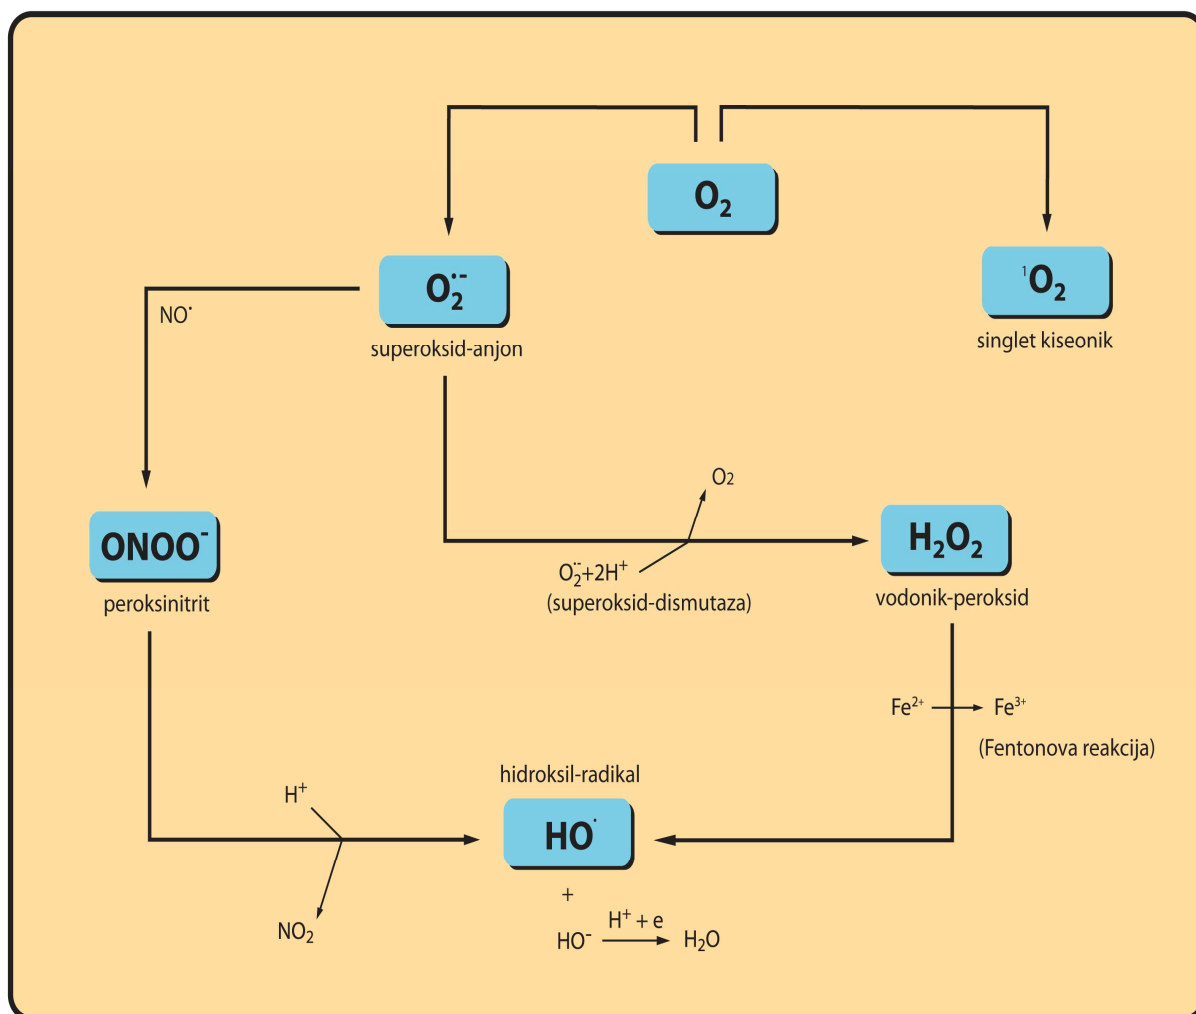 O₂
O₂˙⁻
superoksid-anjon
¹O₂
singlet kiseonik
NO˙
O₂
ONOO⁻
peroksinitrit
O₂˙⁻+2H⁺
(superoksid-dismutaza)
H₂O₂
vodonik-peroksid
Fe²⁺
Fe³⁺
(Fentonova reakcija)
hidroksil-radikal
H⁺
HO˙
+
NO₂
HO⁻
H⁺ + e
H₂O